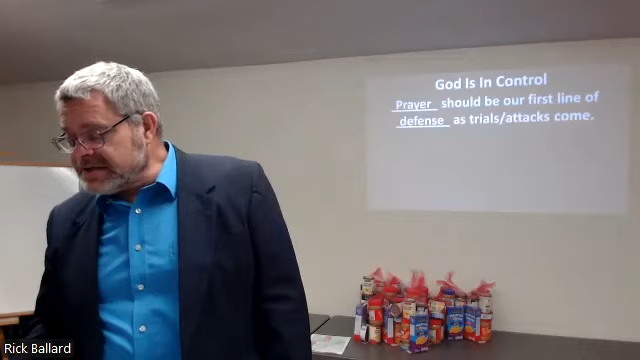 God Is In Control
Prayer should be our first line of
defense as trials/attacks come.
Rick Ballard